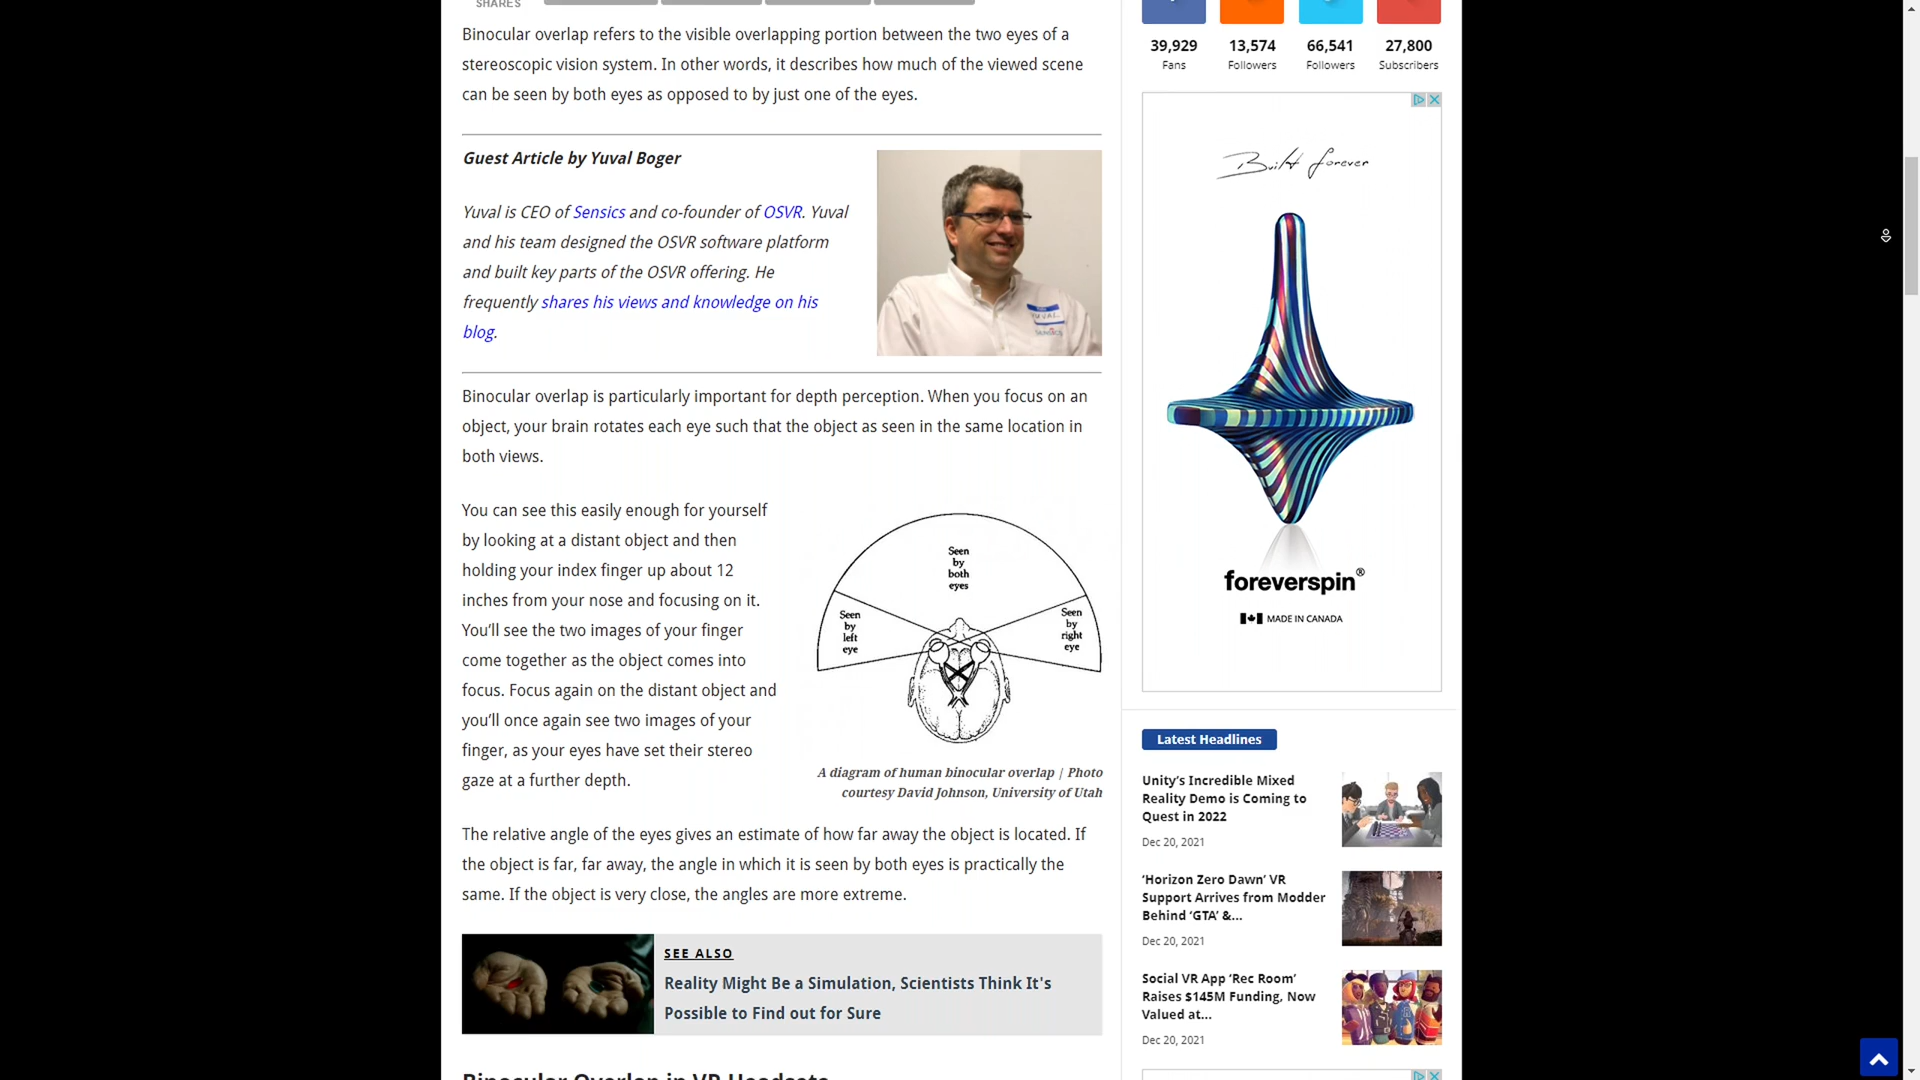 SHARES
Binocular overlap refers to the visible overlapping portion between the two eyes of a
stereoscopic vision system. In other words, it describes how much of the viewed scene
can be seen by both eyes as opposed to by just one of the eyes.
Guest Article by Yuval Boger
Yuval is CEO of Sensics and co-founder of OSVR. Yuval
and his team designed the OSVR software platform
and built key parts of the OSVR offering. He
frequently shares his views and knowledge on his
blog.
Binocular overlap is particularly important for depth perception. When you focus on an
object, your brain rotates each eye such that the object as seen in the same location in
both views.
You can see this easily enough for yourself
by looking at a distant object and then
holding your index finger up about 12
inches from your nose and focusing on it.
You’ll see the two images of your finger
come together as the object comes into
focus. Focus again on the distant object and
you’ll once again see two images of your
finger, as your eyes have set their stereo
gaze at a further depth.
Seen
by
both
eyes
Seen
by
left
eye
Seen
by
right
eye
A diagram of human binocular overlap | Photo
courtesy David Johnson, University of Utah
The relative angle of the eyes gives an estimate of how far away the object is located. If
the object is far, far away, the angle in which it is seen by both eyes is practically the
same. If the object is very close, the angles are more extreme.
SEE ALSO
Reality Might Be a Simulation, Scientists Think It's
Possible to Find out for Sure
Binocular Overlap in VR Headsets
39,929
Fans
13,574
Followers
66,541
Followers
27,800
Subscribers
Built forever
foreverspin®
MADE IN CANADA
Latest Headlines
Unity’s Incredible Mixed
Reality Demo is Coming to
Quest in 2022
Dec 20, 2021
‘Horizon Zero Dawn’ VR
Support Arrives from Modder
Behind ‘GTA’ &...
Dec 20, 2021
Social VR App ‘Rec Room’
Raises $145M Funding, Now
Valued at...
Dec 20, 2021